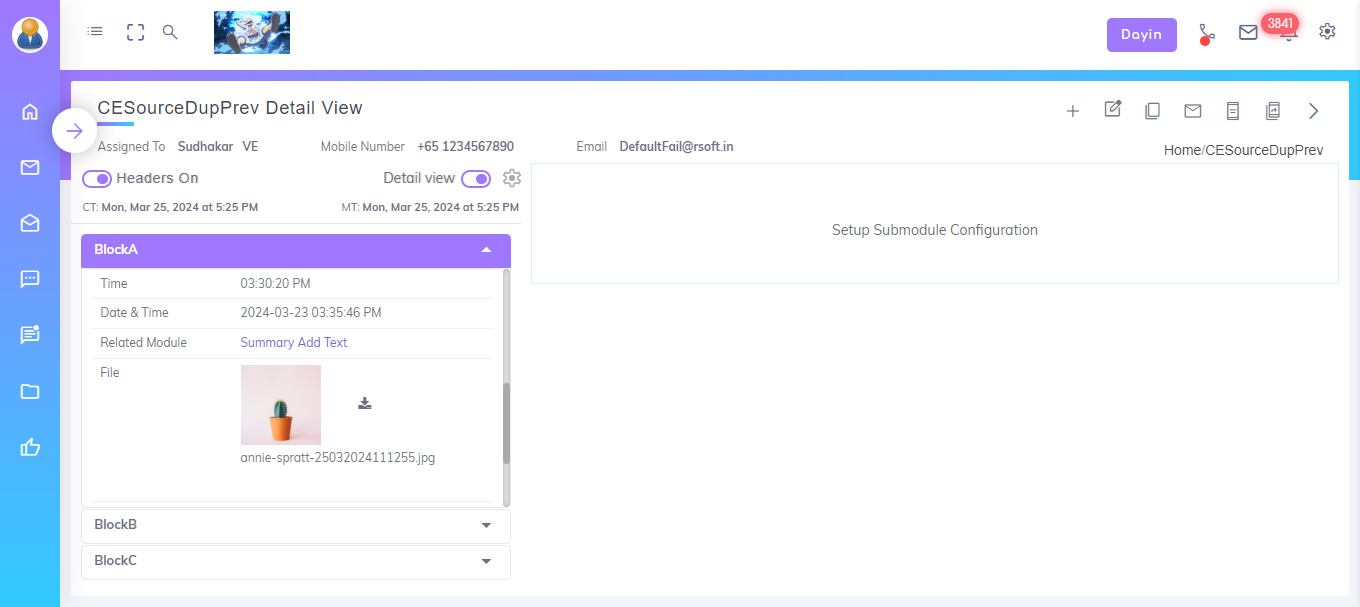 Dayin
3841
CESourceDupPrev Detail View
Assigned To Sudhakar VE Mobile Number +65 1234567890 Email DefaultFail@rsoft.in
Home/CESourceDupPrev
Headers On Detail view
CT: Mon, Mar 25, 2024 at 5:25 PM MT: Mon, Mar 25, 2024 at 5:25 PM
Setup Submodule Configuration
BlockA
Time 03:30:20 PM
Date & Time 2024-03-23 03:35:46 PM
Related Module Summary Add Text
File
annie-spratt-25032024111255.jpg
BlockB
BlockC